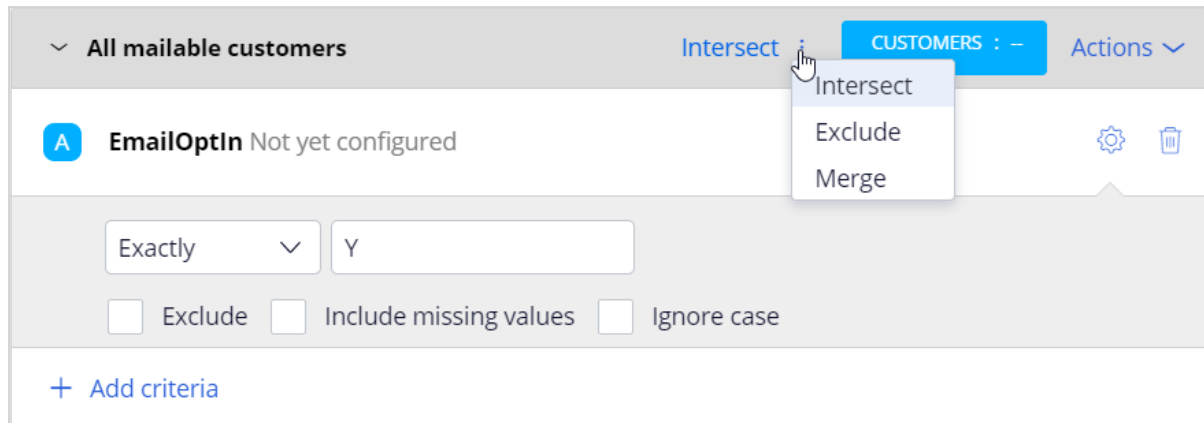 All mailable customers Intersect CUSTOMERS : -- Actions
Intersect
A EmailOptIn Not yet configured
Exclude
Merge
Exactly Y
Exclude Include missing values Ignore case
+ Add criteria